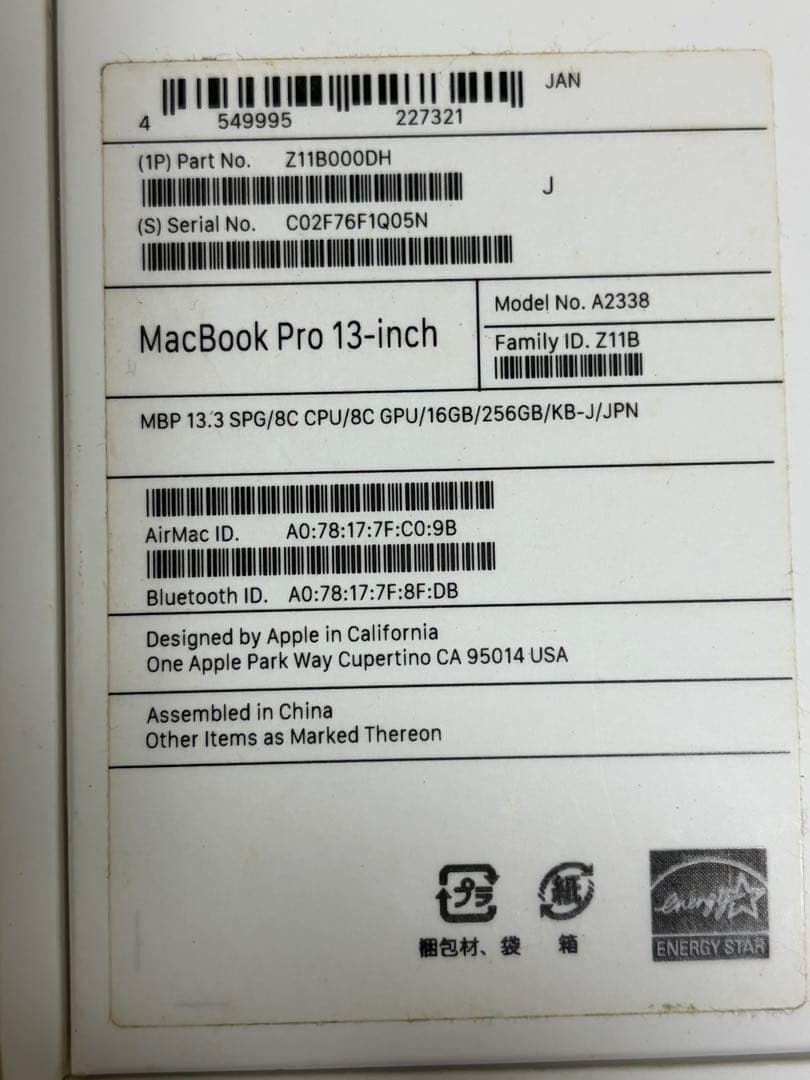 JAN
4 549995 227321
(1P) Part No. Z11B000DH
J
(S) Serial No. C02F76F1Q05N
MacBook Pro 13-inch
Model No. A2338
Family ID. Z11B
MBP 13.3 SPG/8C CPU/8C GPU/16GB/256GB/KB-J/JPN
AirMac ID. A0:78:17:7F:C0:9B
Bluetooth ID. A0:78:17:7F:8F:DB
Designed by Apple in California
One Apple Park Way Cupertino CA 95014 USA
Assembled in China
Other Items as Marked Thereon
プラ
紙
energy
梱包材、袋
箱
ENERGY STAR